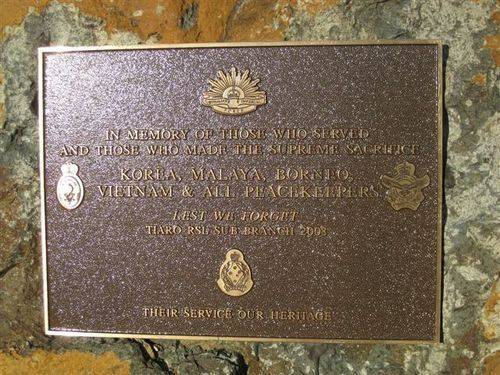 IN MEMORY OF THOSE WHO SERVED
AND THOSE WHO MADE THE SUPREME SACRIFICE
KOREA, MALAYA, BORNEO,
VIETNAM & ALL PEACEKEEPERS
LEST WE FORGET
TIARO RSL SUB BRANCH 2003
THEIR SERVICE OUR HERITAGE